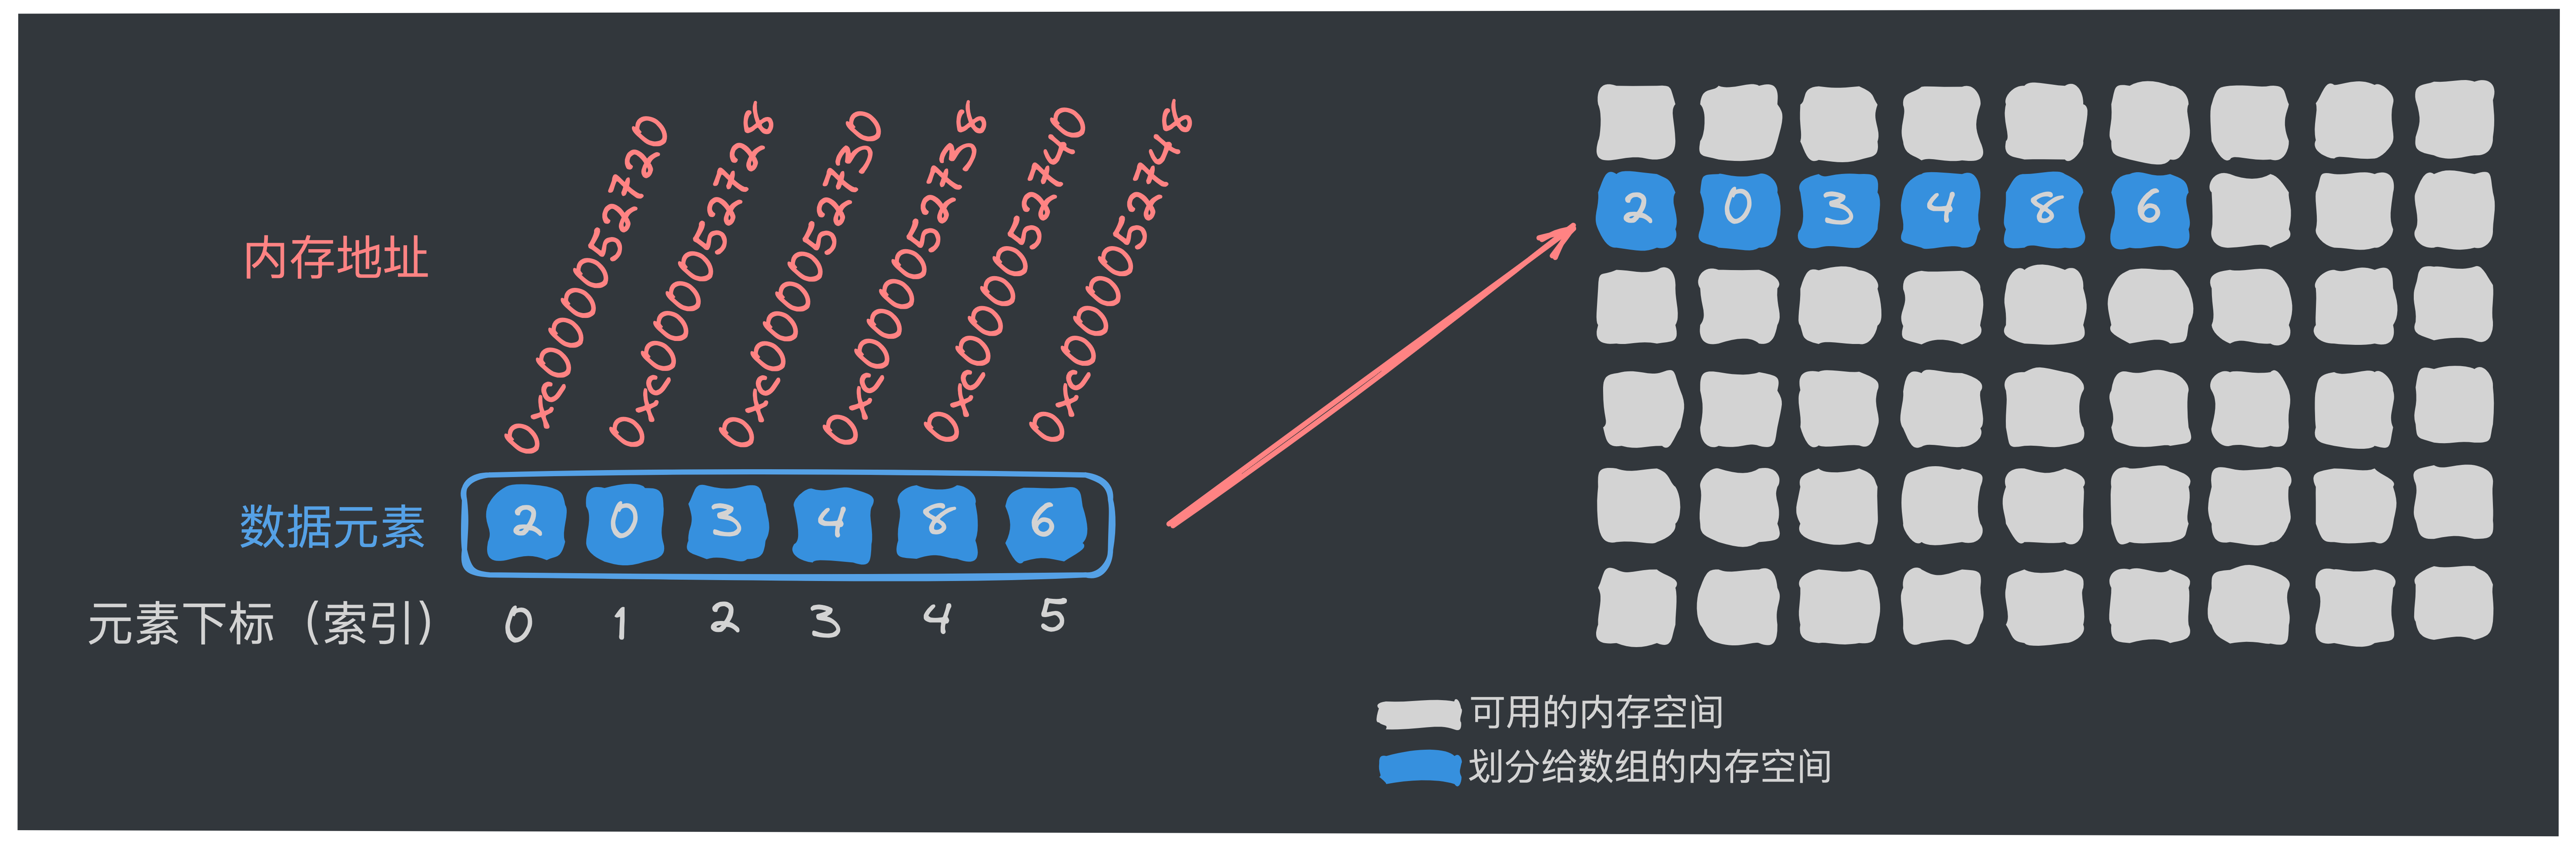 内存地址
0xc000052720
0xc000052728
0xc000052730
0xc000052738
0xc000052740
0xc000052748
数据元素
2 0 3 4 8 6
元素下标（索引）
0 1 2 3 4 5
2 0 3 4 8 6
可用的内存空间
划分给数组的内存空间